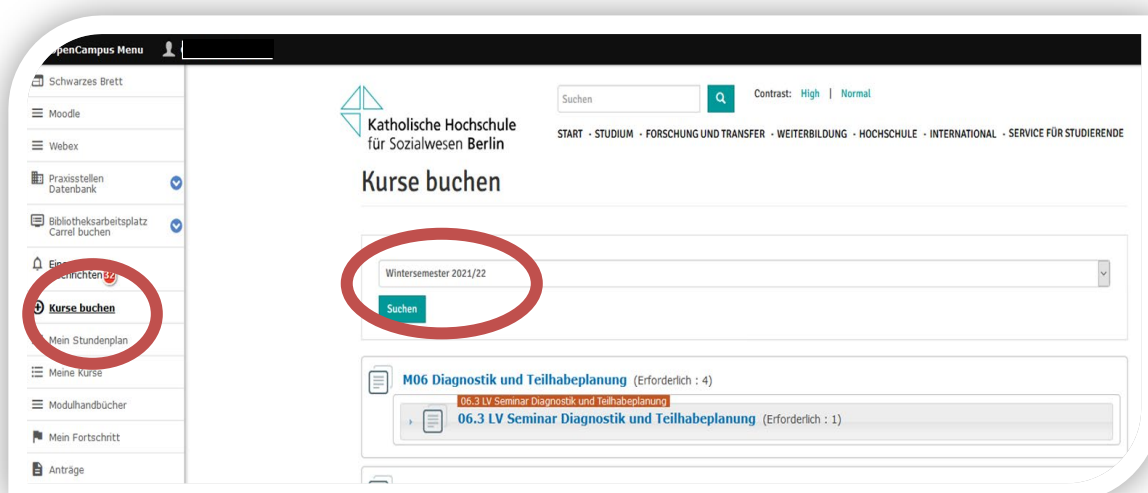 OpenCampus Menu
Schwarzes Brett
Moodle
Webex
Praxisstellen
Datenbank
Bibliotheksarbeitsplatz
Carrel buchen
32
Kurse buchen
Mein Stundenplan
Meine Kurse
Modulhandbücher
Mein Fortschritt
Anträge
Katholische Hochschule
für Sozialwesen Berlin
Suchen
Contrast: High | Normal
START - STUDIUM - FORSCHUNG UND TRANSFER - WEITERBILDUNG - HOCHSCHULE - INTERNATIONAL - SERVICE FÜR STUDIERENDE
Kurse buchen
Wintersemester 2021/22
Suchen
M06 Diagnostik und Teilhabeplanung (Erforderlich : 4)
06.3 LV Seminar Diagnostik und Teilhabeplanung
06.3 LV Seminar Diagnostik und Teilhabeplanung (Erforderlich : 1)